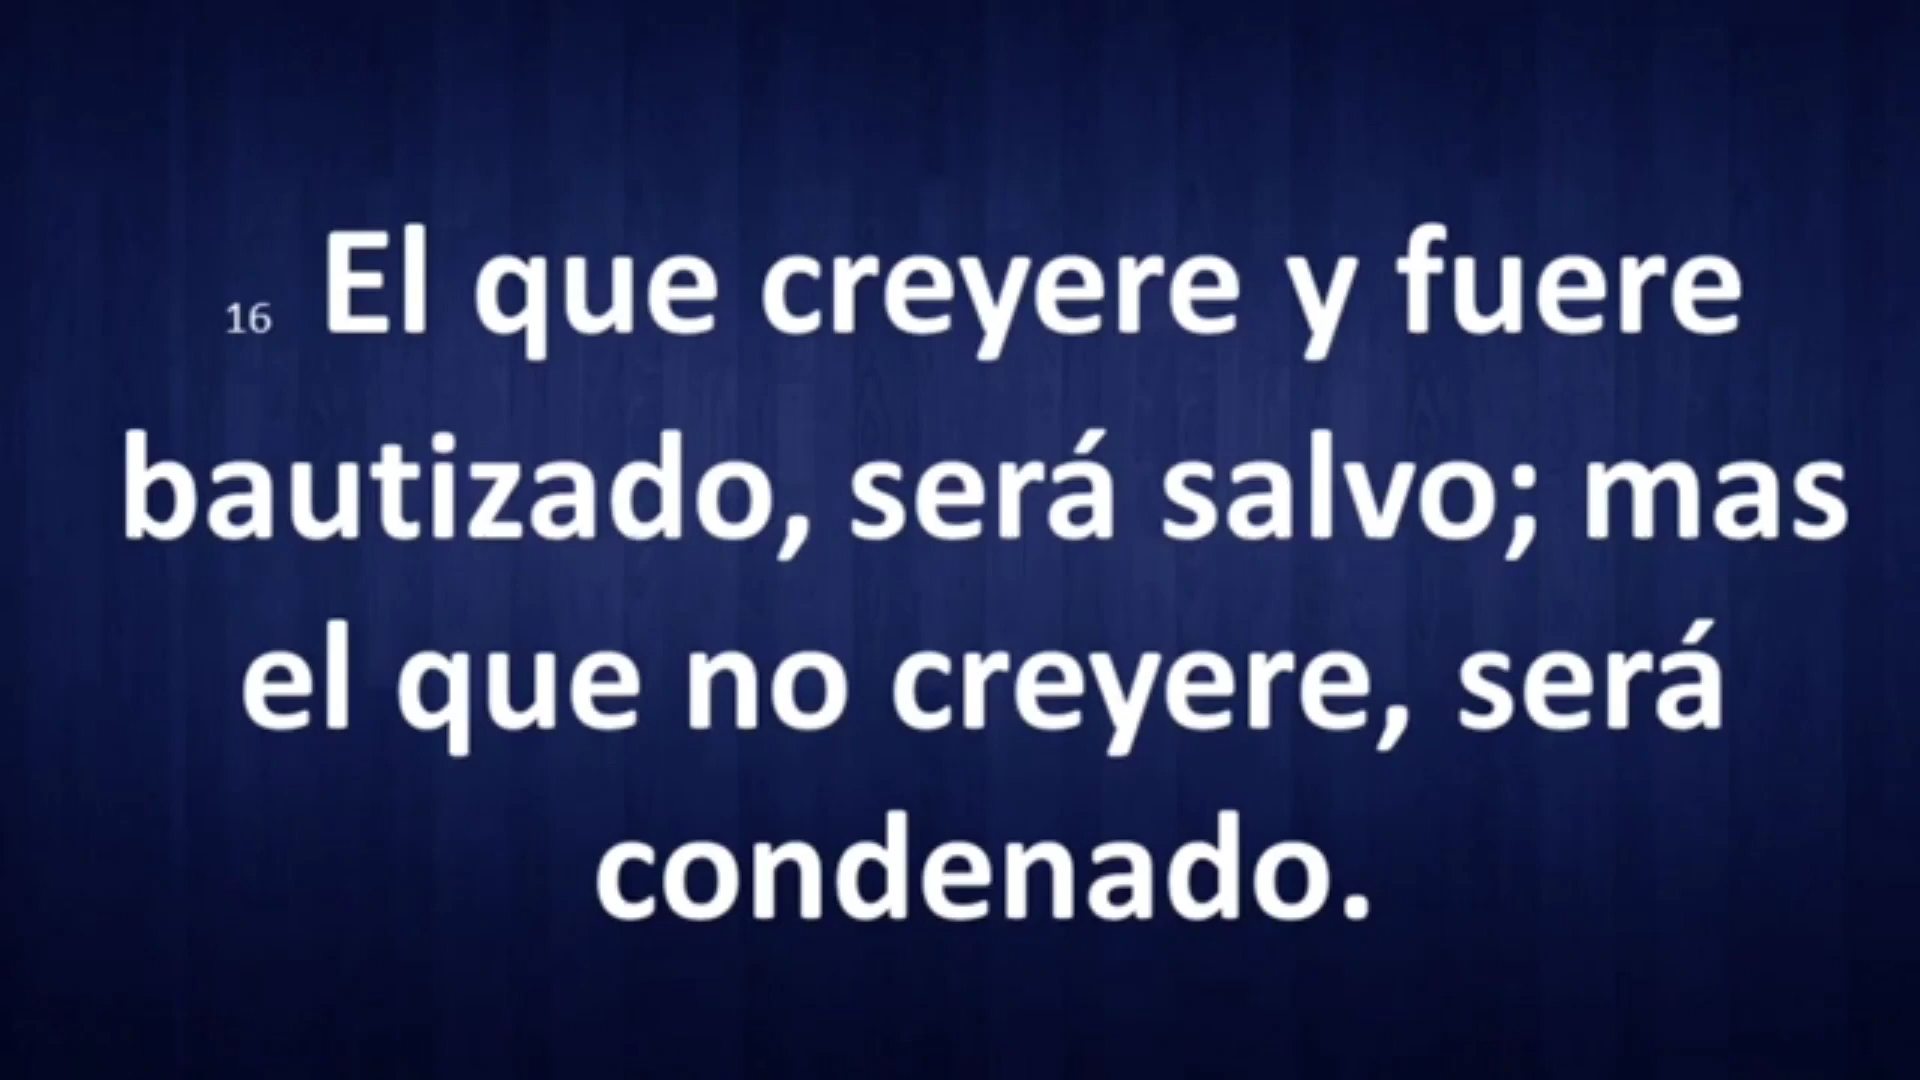 16 El que creyere y fuere
bautizado, será salvo; mas
el que no creyere, será
condenado.